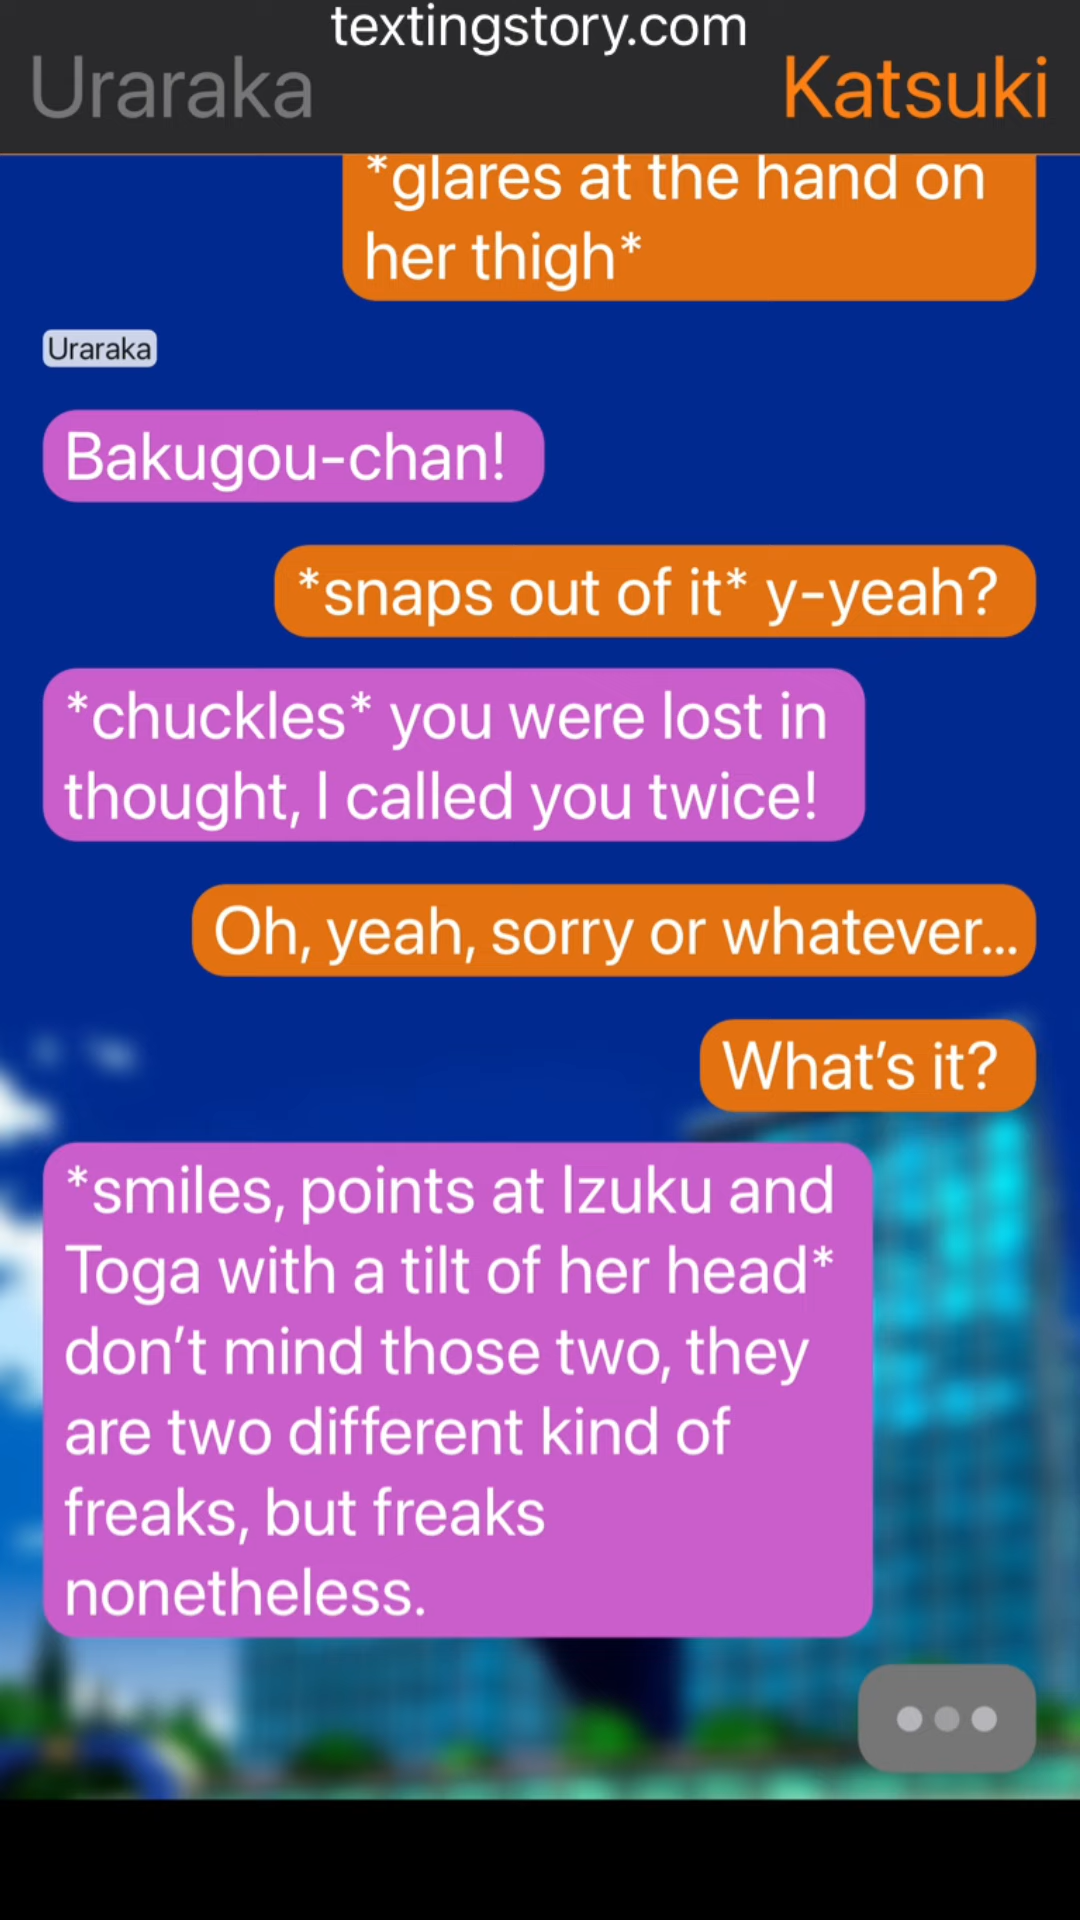 textingstory.com
Uraraka Katsuki
*glares at the hand on
her thigh*
Uraraka
Bakugou-chan!
*snaps out of it* y-yeah?
*chuckles* you were lost in
thought, I called you twice!
Oh, yeah, sorry or whatever…
What’s it?
*smiles, points at Izuku and
Toga with a tilt of her head*
don’t mind those two, they
are two different kind of
freaks, but freaks
nonetheless.